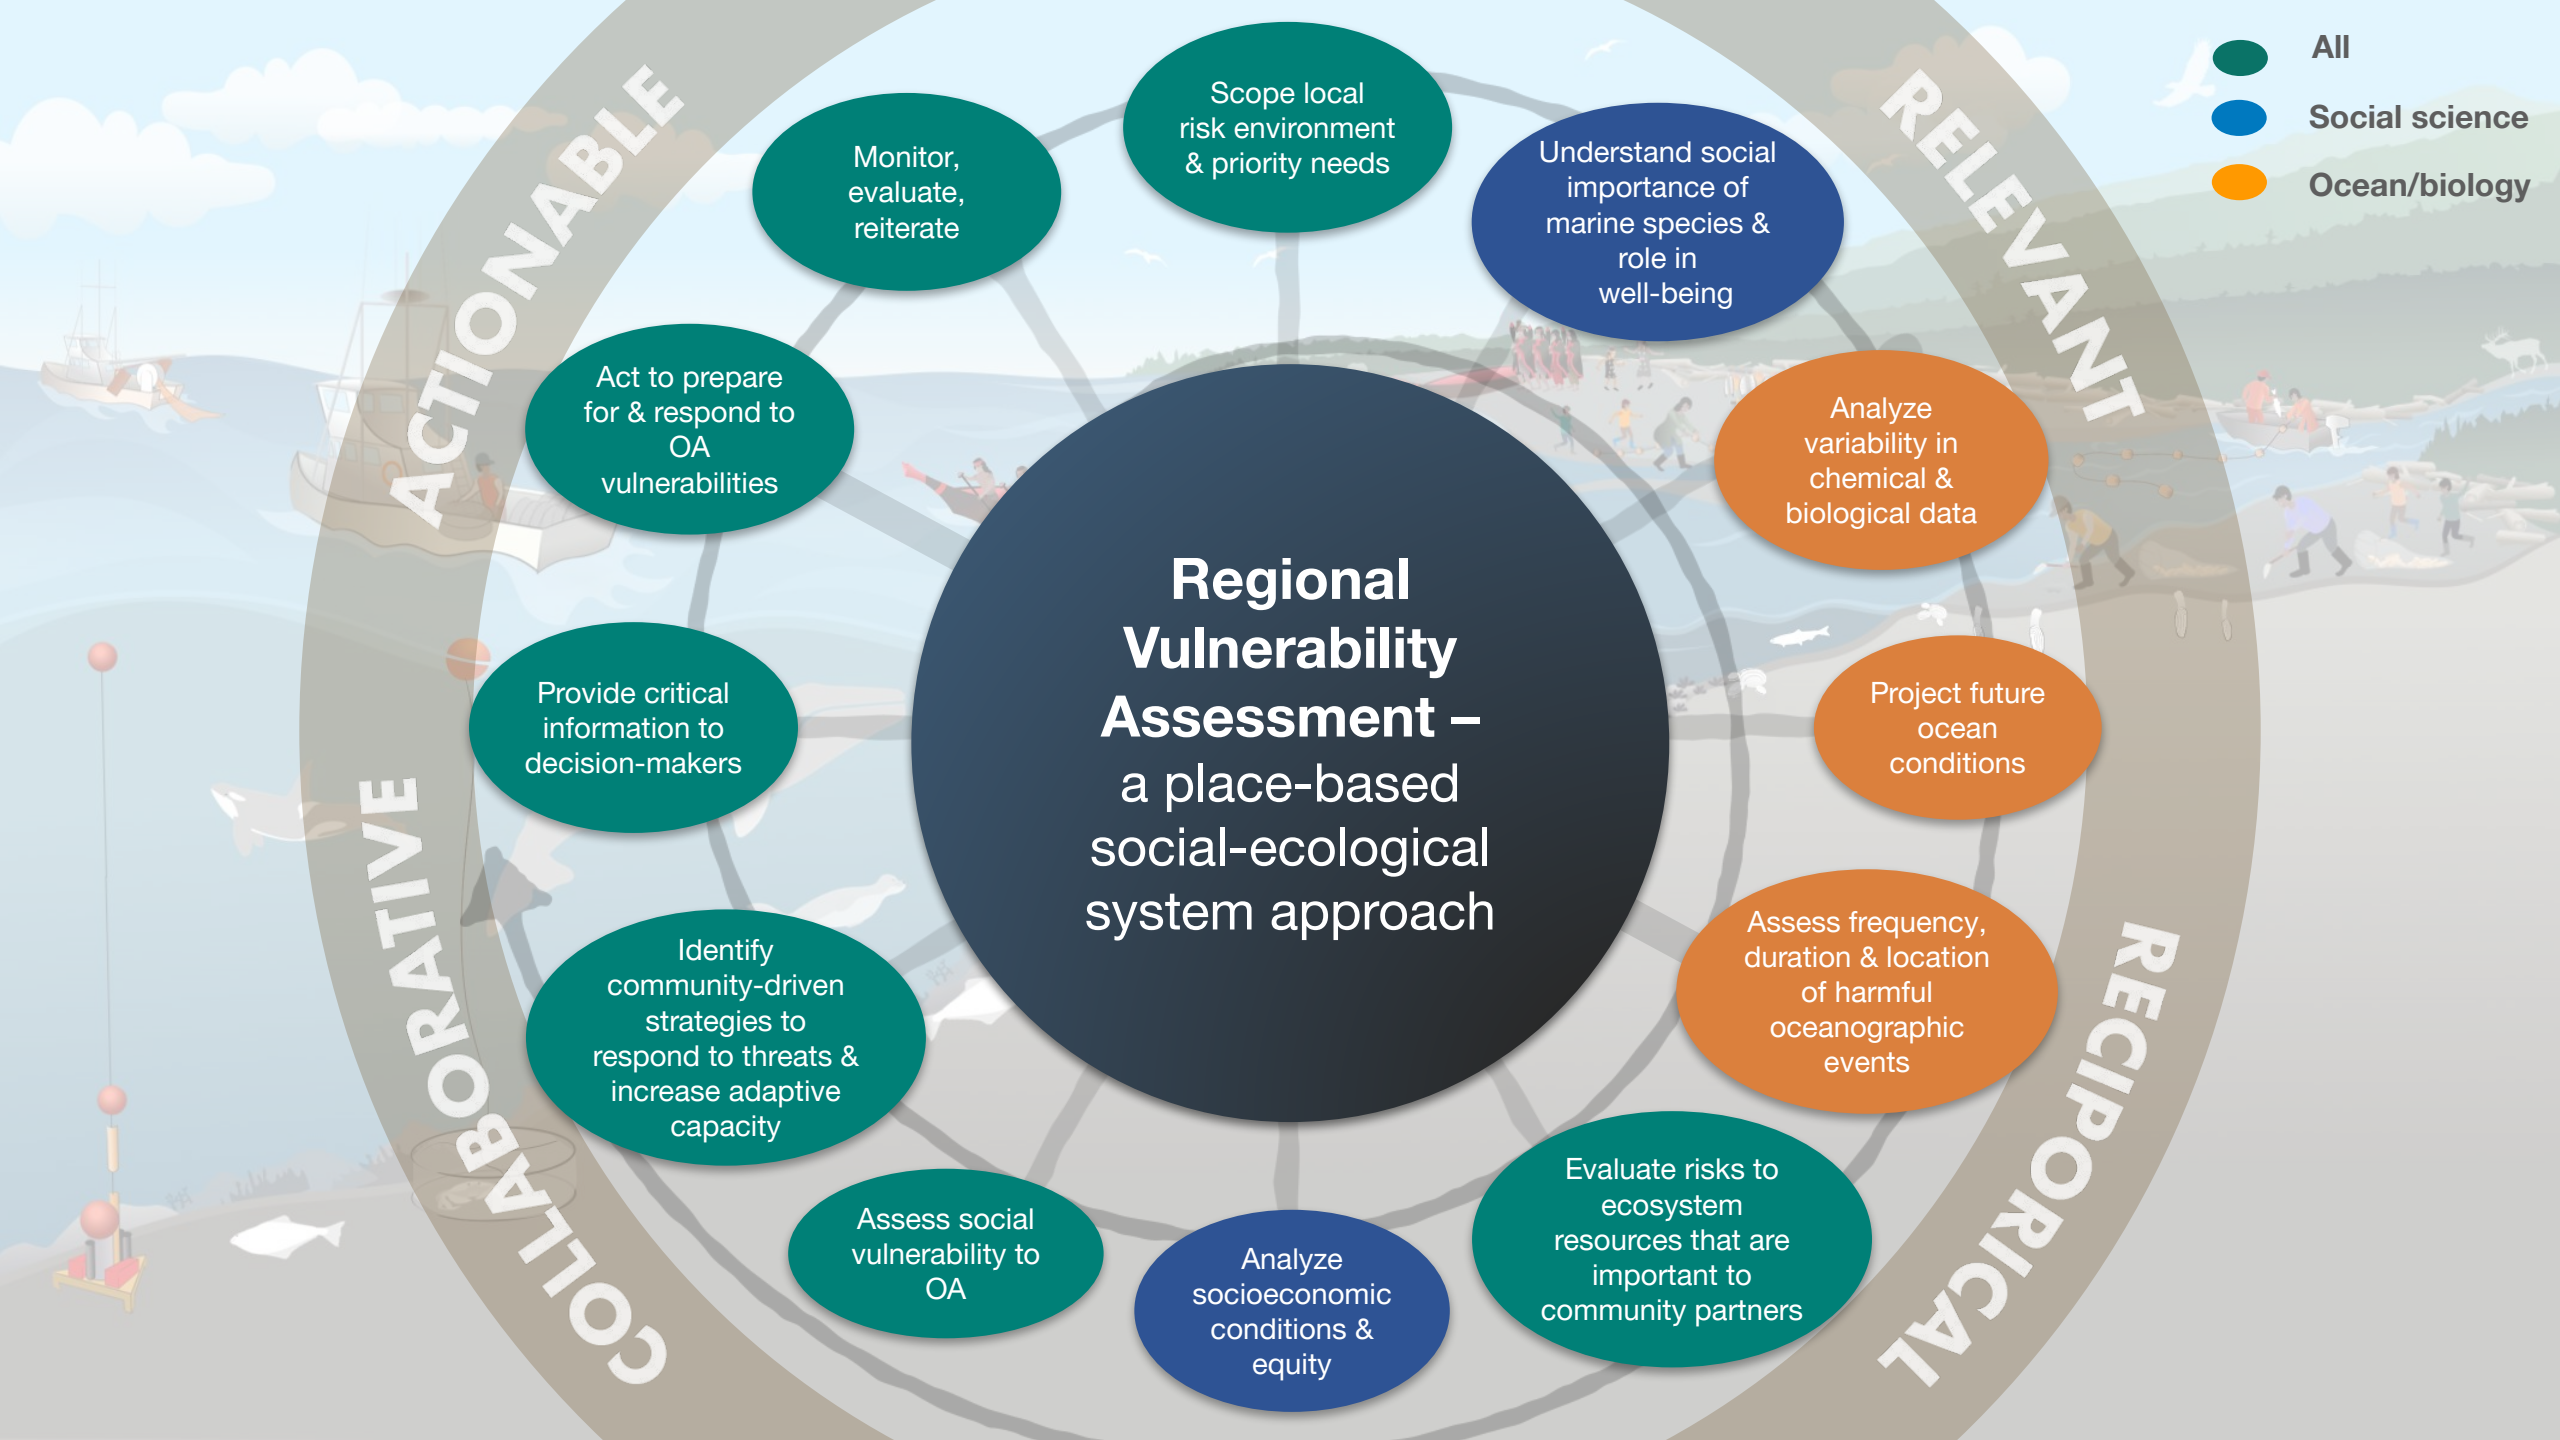 ACTIONABLE
RELEVANT
COLLABORATIVE
RECIPORICAL
All
Social science
Ocean/biology
Scope local
risk environment
& priority needs
Understand social
importance of
marine species &
role in
well-being
Analyze
variability in
chemical &
biological data
Project future
ocean
conditions
Assess frequency,
duration & location
of harmful
oceanographic
events
Evaluate risks to
ecosystem
resources that are
important to
community partners
Analyze
socioeconomic
conditions &
equity
Assess social
vulnerability to
OA
Identify
community-driven
strategies to
respond to threats &
increase adaptive
capacity
Provide critical
information to
decision-makers
Act to prepare
for & respond to
OA
vulnerabilities
Monitor,
evaluate,
reiterate
Regional
Vulnerability
Assessment –
a place-based
social-ecological
system approach